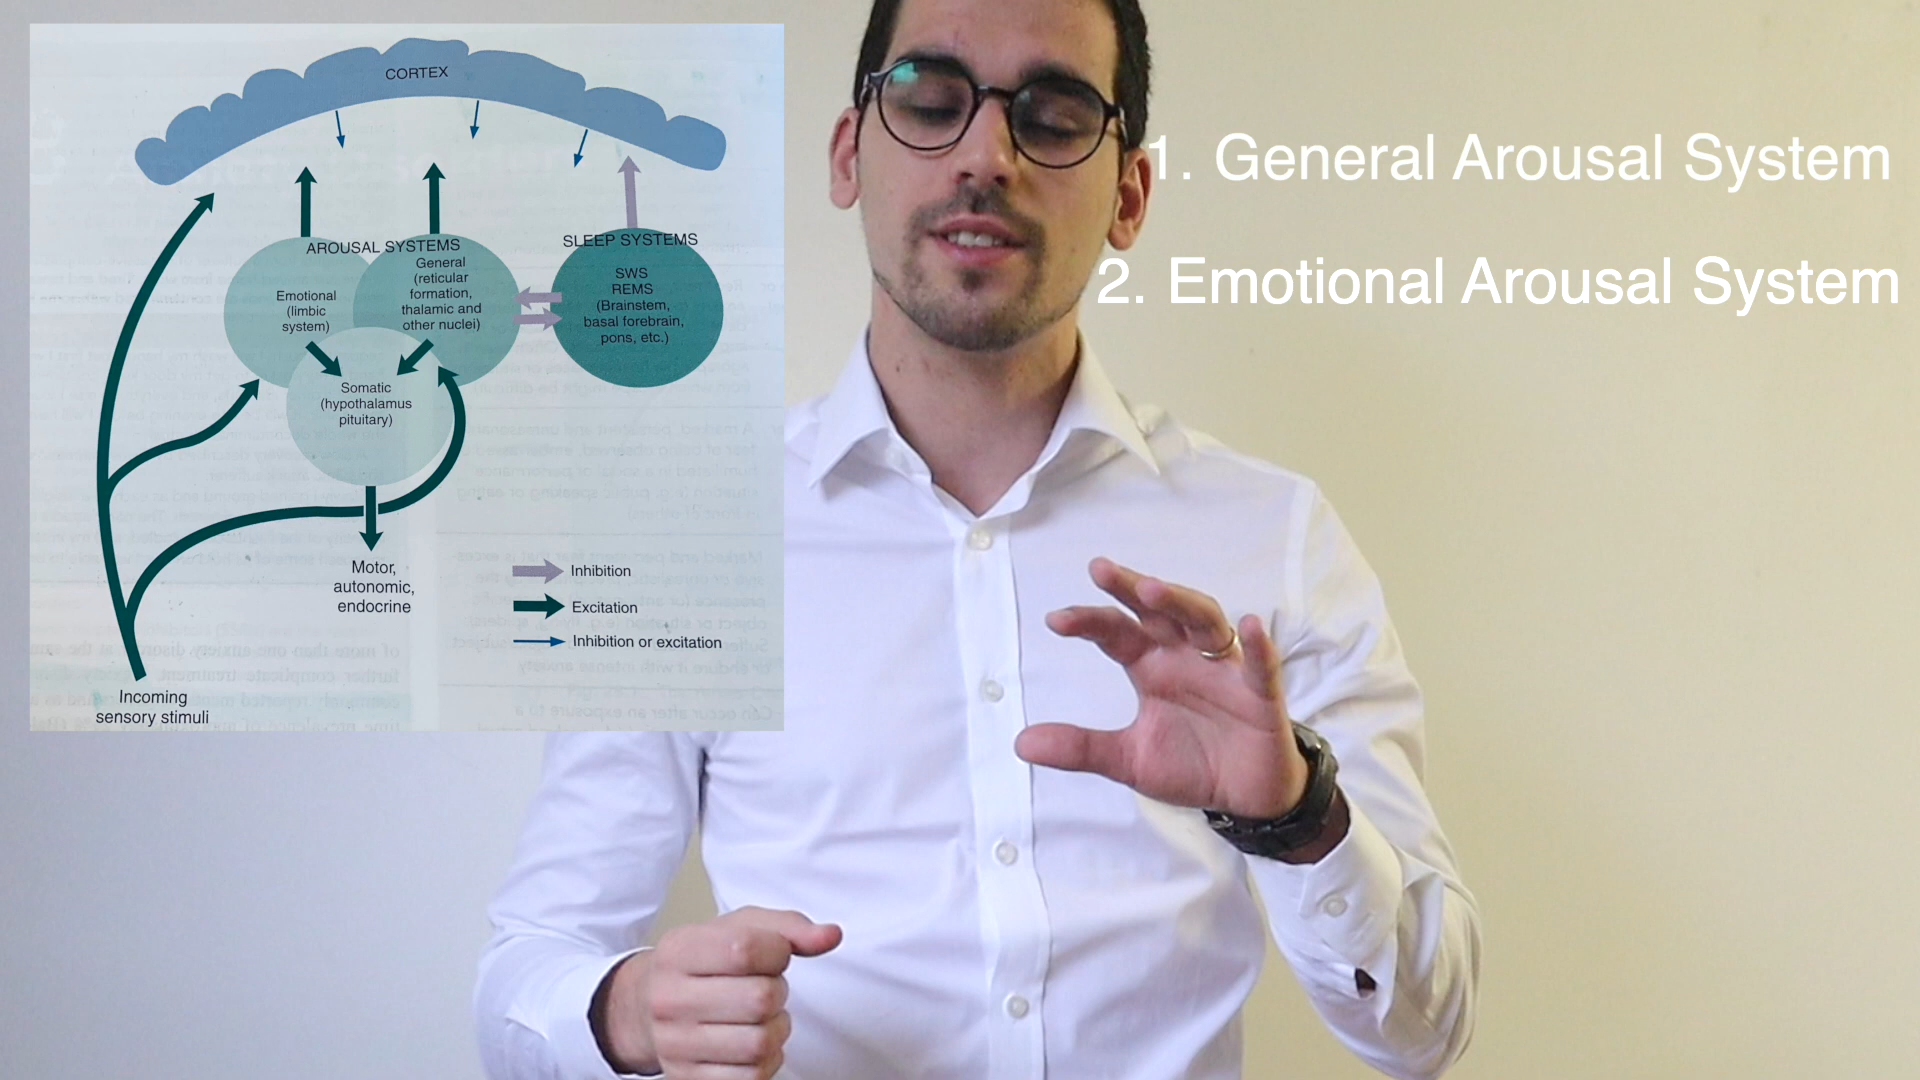 CORTEX
AROUSAL SYSTEMS
General
(reticular
formation,
thalamic and
other nuclei)
Emotional
(limbic
system)
Somatic
(hypothalamus
pituitary)
SLEEP SYSTEMS
SWS
REMS
(Brainstem,
basal forebrain,
pons, etc.)
Motor,
autonomic,
endocrine
Inhibition
Excitation
Inhibition or excitation
Incoming
sensory stimuli
1. General Arousal System
2. Emotional Arousal System